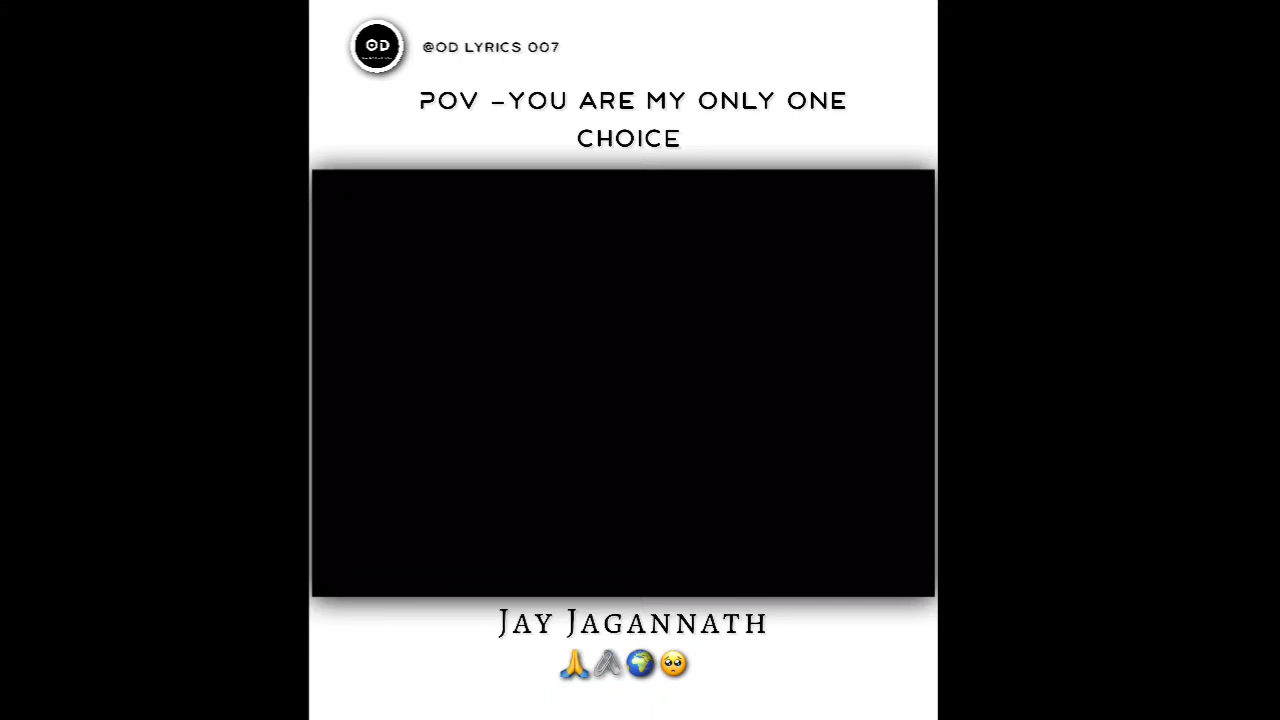 OD
@OD LYRICS 007
POV –YOU ARE MY ONLY ONE
CHOICE
JAY JAGANNATH
🙏🖇️🌍🥺